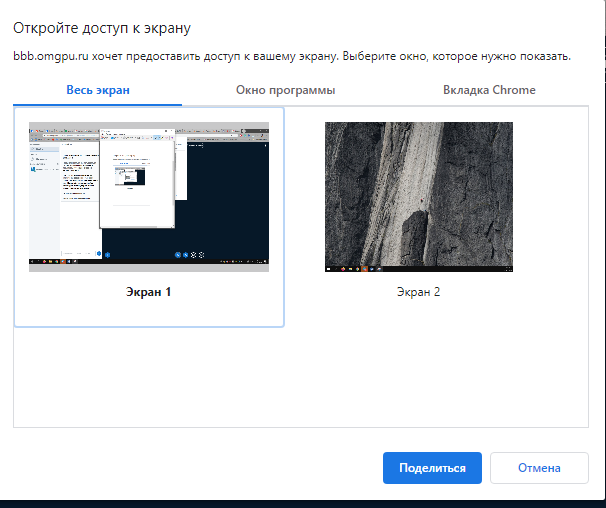 Откройте доступ к экрану
bbb.omgpu.ru хочет предоставить доступ к вашему экрану. Выберите окно, которое нужно показать.
Весь экран
Окно программы
Вкладка Chrome
Экран 1
Экран 2
Поделиться
Отмена